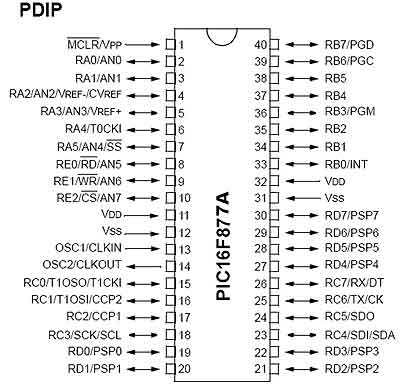 PDIP
MCLR/VPP 1 40 RB7/PGD
RA0/AN0 2 39 RB6/PGC
RA1/AN1 3 38 RB5
RA2/AN2/VREF-/CVREF 4 37 RB4
RA3/AN3/VREF+ 5 36 RB3/PGM
RA4/T0CKI 6 35 RB2
RA5/AN4/SS 7 34 RB1
RE0/RD/AN5 8 33 RB0/INT
RE1/WR/AN6 9 32 VDD
RE2/CS/AN7 10 31 VSS
VDD 11 30 RD7/PSP7
VSS 12 29 RD6/PSP6
OSC1/CLKIN 13 28 RD5/PSP5
OSC2/CLKOUT 14 27 RD4/PSP4
RC0/T1OSO/T1CKI 15 26 RC7/RX/DT
RC1/T1OSI/CCP2 16 25 RC6/TX/CK
RC2/CCP1 17 24 RC5/SDO
RC3/SCK/SCL 18 23 RC4/SDI/SDA
RD0/PSP0 19 22 RD3/PSP3
RD1/PSP1 20 21 RD2/PSP2
PIC16F877A